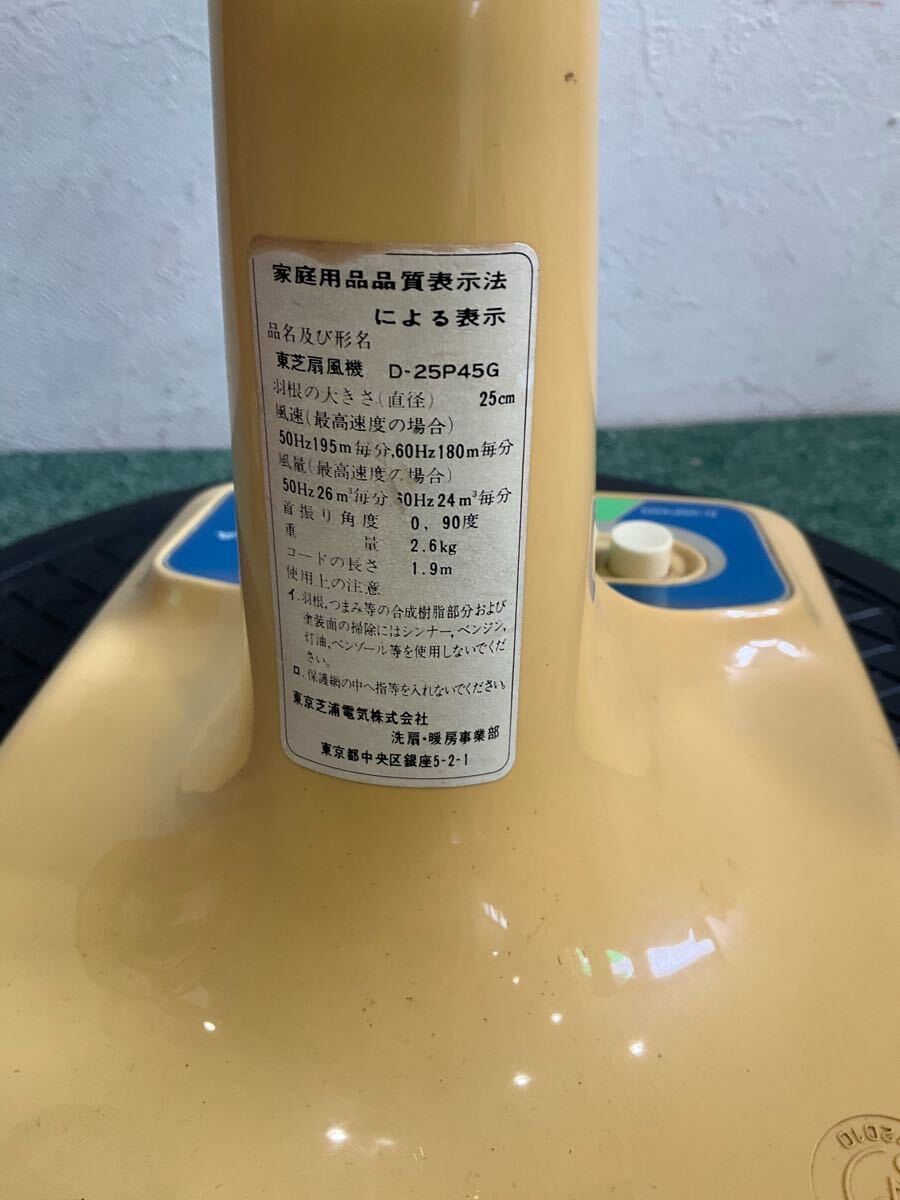 家庭用品品質表示法
による表示
品名及び形名
東芝扇風機 D-25P45G
羽根の大きさ(直径) 25cm
風速(最高速度の場合)
50Hz195m毎分,60Hz180m毎分
風量(最高速度の場合)
50Hz26m³毎分 60Hz24m³毎分
首振り角度 0,90度
重量 2.6kg
コードの長さ 1.9m
使用上の注意
イ.羽根,つまみ等の合成樹脂部分および
塗装面の掃除にはシンナー,ベンジン,
灯油,ベンゾール等を使用しないでくだ
さい。
ロ.保護網の中へ指等を入れないでください。
東京芝浦電気株式会社
洗扇・暖房事業部
東京都中央区銀座5-2-1
2010